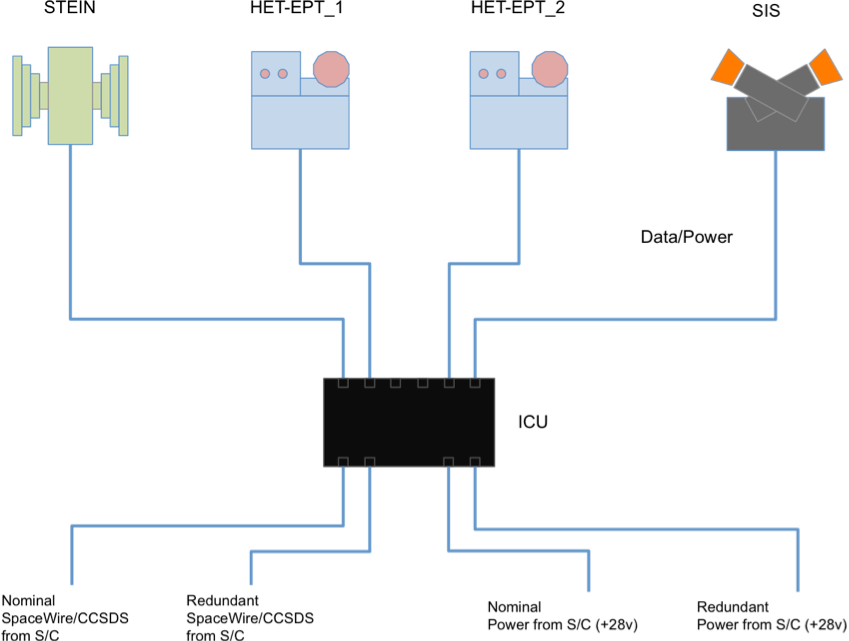 STEIN
HET-EPT_1
HET-EPT_2
SIS
Data/Power
ICU
Nominal
SpaceWire/CCSDS
from S/C
Redundant
SpaceWire/CCSDS
from S/C
Nominal
Power from S/C (+28v)
Redundant
Power from S/C (+28v)